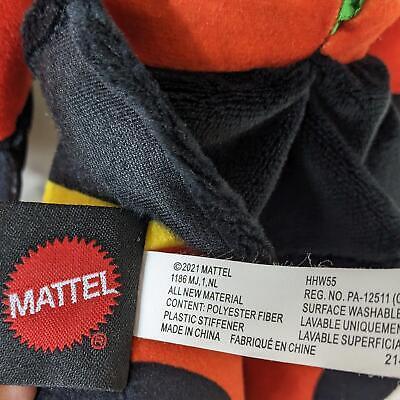 MATTEL
®
©2021 MATTEL
1186 MJ,1,NL
ALL NEW MATERIAL
CONTENT: POLYESTER FIBER
PLASTIC STIFFENER
MADE IN CHINA FABRIQUÉ EN CHINE
HHW55
REG. NO. PA-12511 (
SURFACE WASHABLE
LAVABLE UNIQUEMEN
LAVABLE SUPERFICIA
21